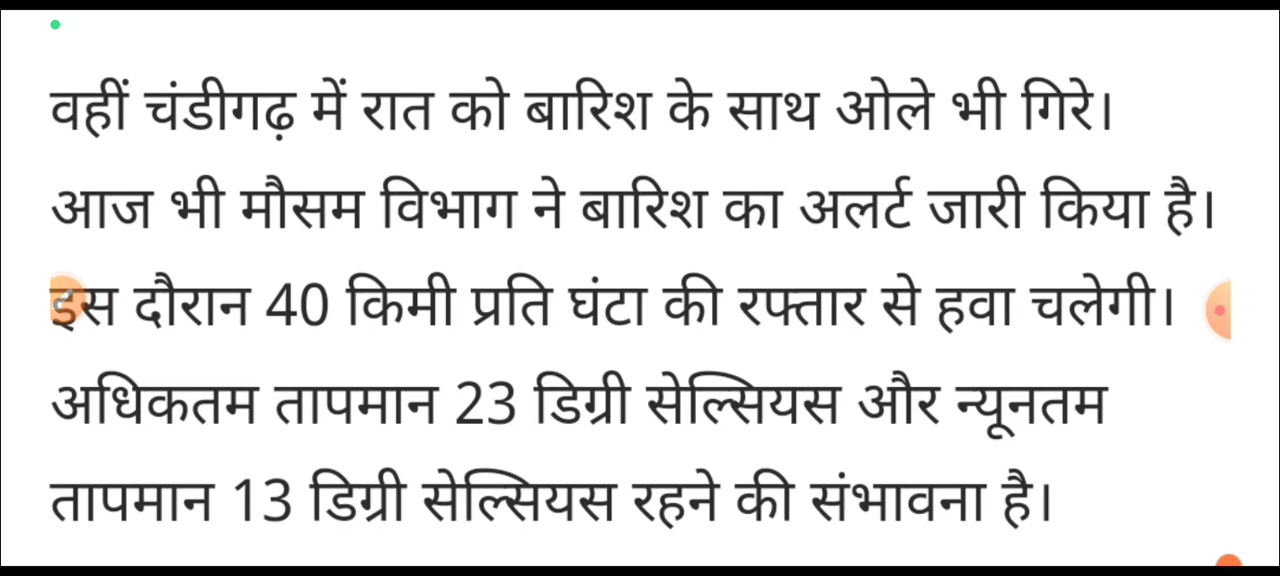 वहीं चंडीगढ़ में रात को बारिश के साथ ओले भी गिरे।
आज भी मौसम विभाग ने बारिश का अलर्ट जारी किया है।
इस दौरान 40 किमी प्रति घंटा की रफ्तार से हवा चलेगी।
अधिकतम तापमान 23 डिग्री सेल्सियस और न्यूनतम
तापमान 13 डिग्री सेल्सियस रहने की संभावना है।